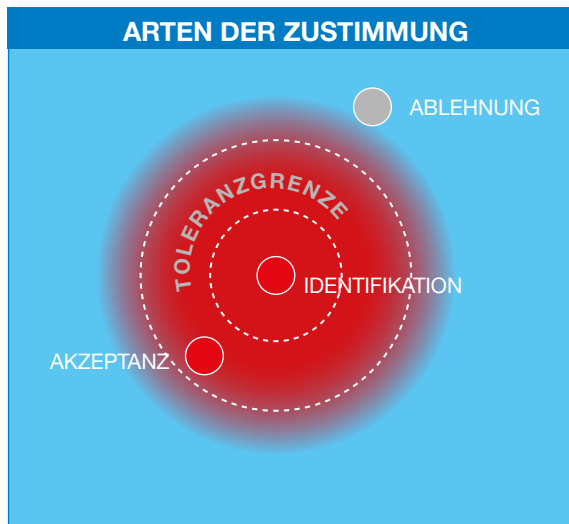 ARTEN DER ZUSTIMMUNG
ABLEHNUNG
TOLERANZGRENZE
IDENTIFIKATION
AKZEPTANZ